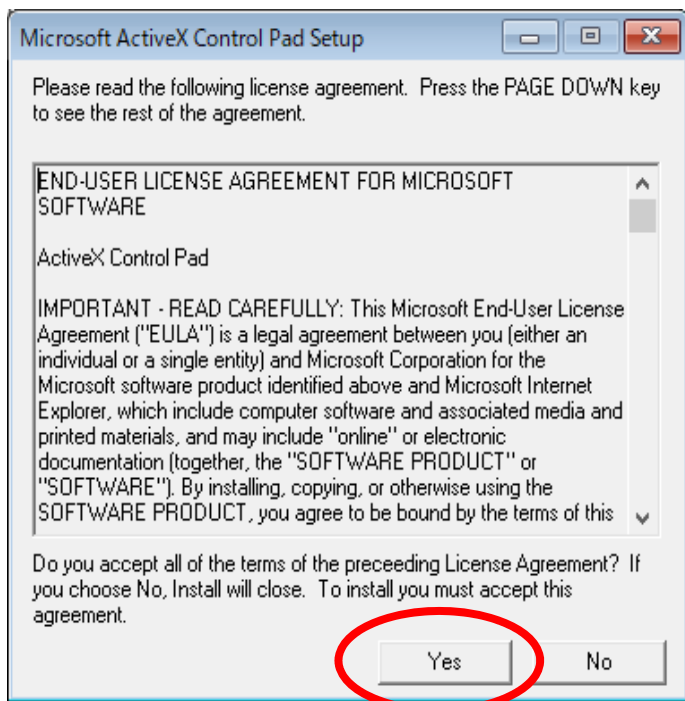 Microsoft ActiveX Control Pad Setup
Please read the following license agreement. Press the PAGE DOWN key
to see the rest of the agreement.
END-USER LICENSE AGREEMENT FOR MICROSOFT
SOFTWARE
ActiveX Control Pad
IMPORTANT - READ CAREFULLY: This Microsoft End-User License
Agreement ("EULA") is a legal agreement between you (either an
individual or a single entity) and Microsoft Corporation for the
Microsoft software product identified above and Microsoft Internet
Explorer, which include computer software and associated media and
printed materials, and may include "online" or electronic
documentation (together, the "SOFTWARE PRODUCT" or
"SOFTWARE"). By installing, copying, or otherwise using the
SOFTWARE PRODUCT, you agree to be bound by the terms of this
Do you accept all of the terms of the preceeding License Agreement? If
you choose No, Install will close. To install you must accept this
agreement.
Yes No